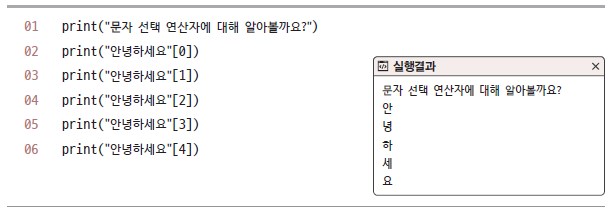 01 print("문자 선택 연산자에 대해 알아볼까요?")
02 print("안녕하세요"[0])
03 print("안녕하세요"[1])
04 print("안녕하세요"[2])
05 print("안녕하세요"[3])
06 print("안녕하세요"[4])
실행결과 ×
문자 선택 연산자에 대해 알아볼까요?
안
녕
하
세
요